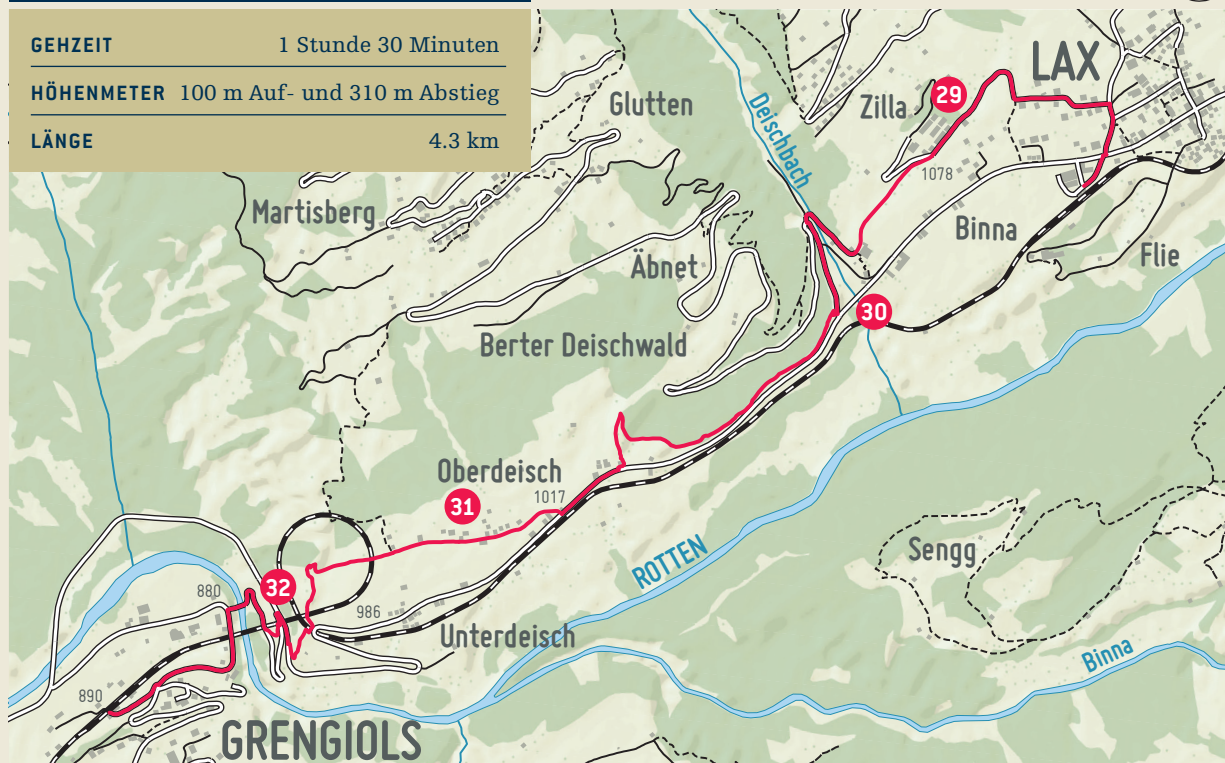 GEHZEIT 1 Stunde 30 Minuten
HÖHENMETER 100 m Auf- und 310 m Abstieg
LÄNGE 4.3 km
LAX
Glutten
Zilla
29
Deischbach
1078
Martisberg
Binna
Äbnet
Flie
30
Berter Deischwald
Oberdeisch
31
1017
ROTTEN
Sengg
32
880
986
Unterdeisch
Binna
890
GRENGIOLS